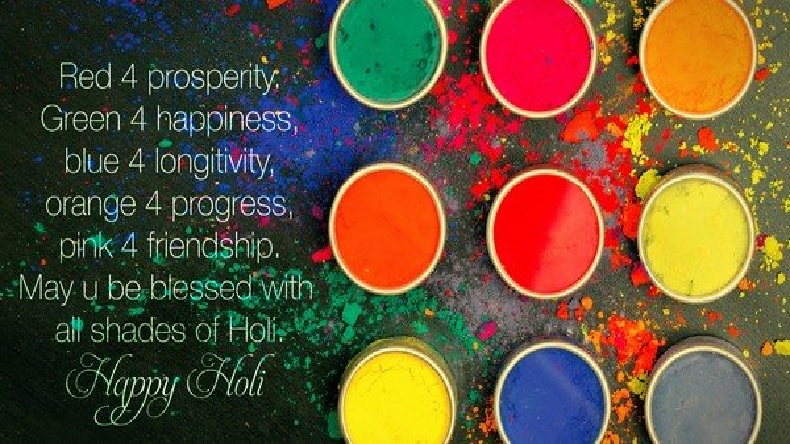 Red 4 prosperity,
Green 4 happiness,
blue 4 longitivity,
orange 4 progress,
pink 4 friendship.
May u be blessed with
all shades of Holi.
Happy Holi